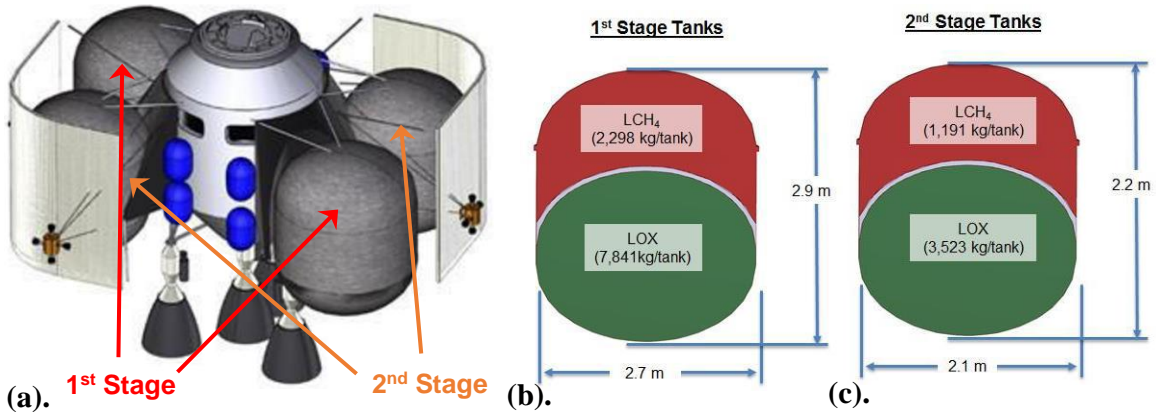 1st Stage Tanks
2nd Stage Tanks
LCH₄
(2,298 kg/tank)
LOX
(7,841kg/tank)
2.9 m
2.7 m
LCH₄
(1,191 kg/tank)
LOX
(3,523 kg/tank)
2.2 m
2.1 m
(a).
1st Stage
2nd Stage
(b).
(c).